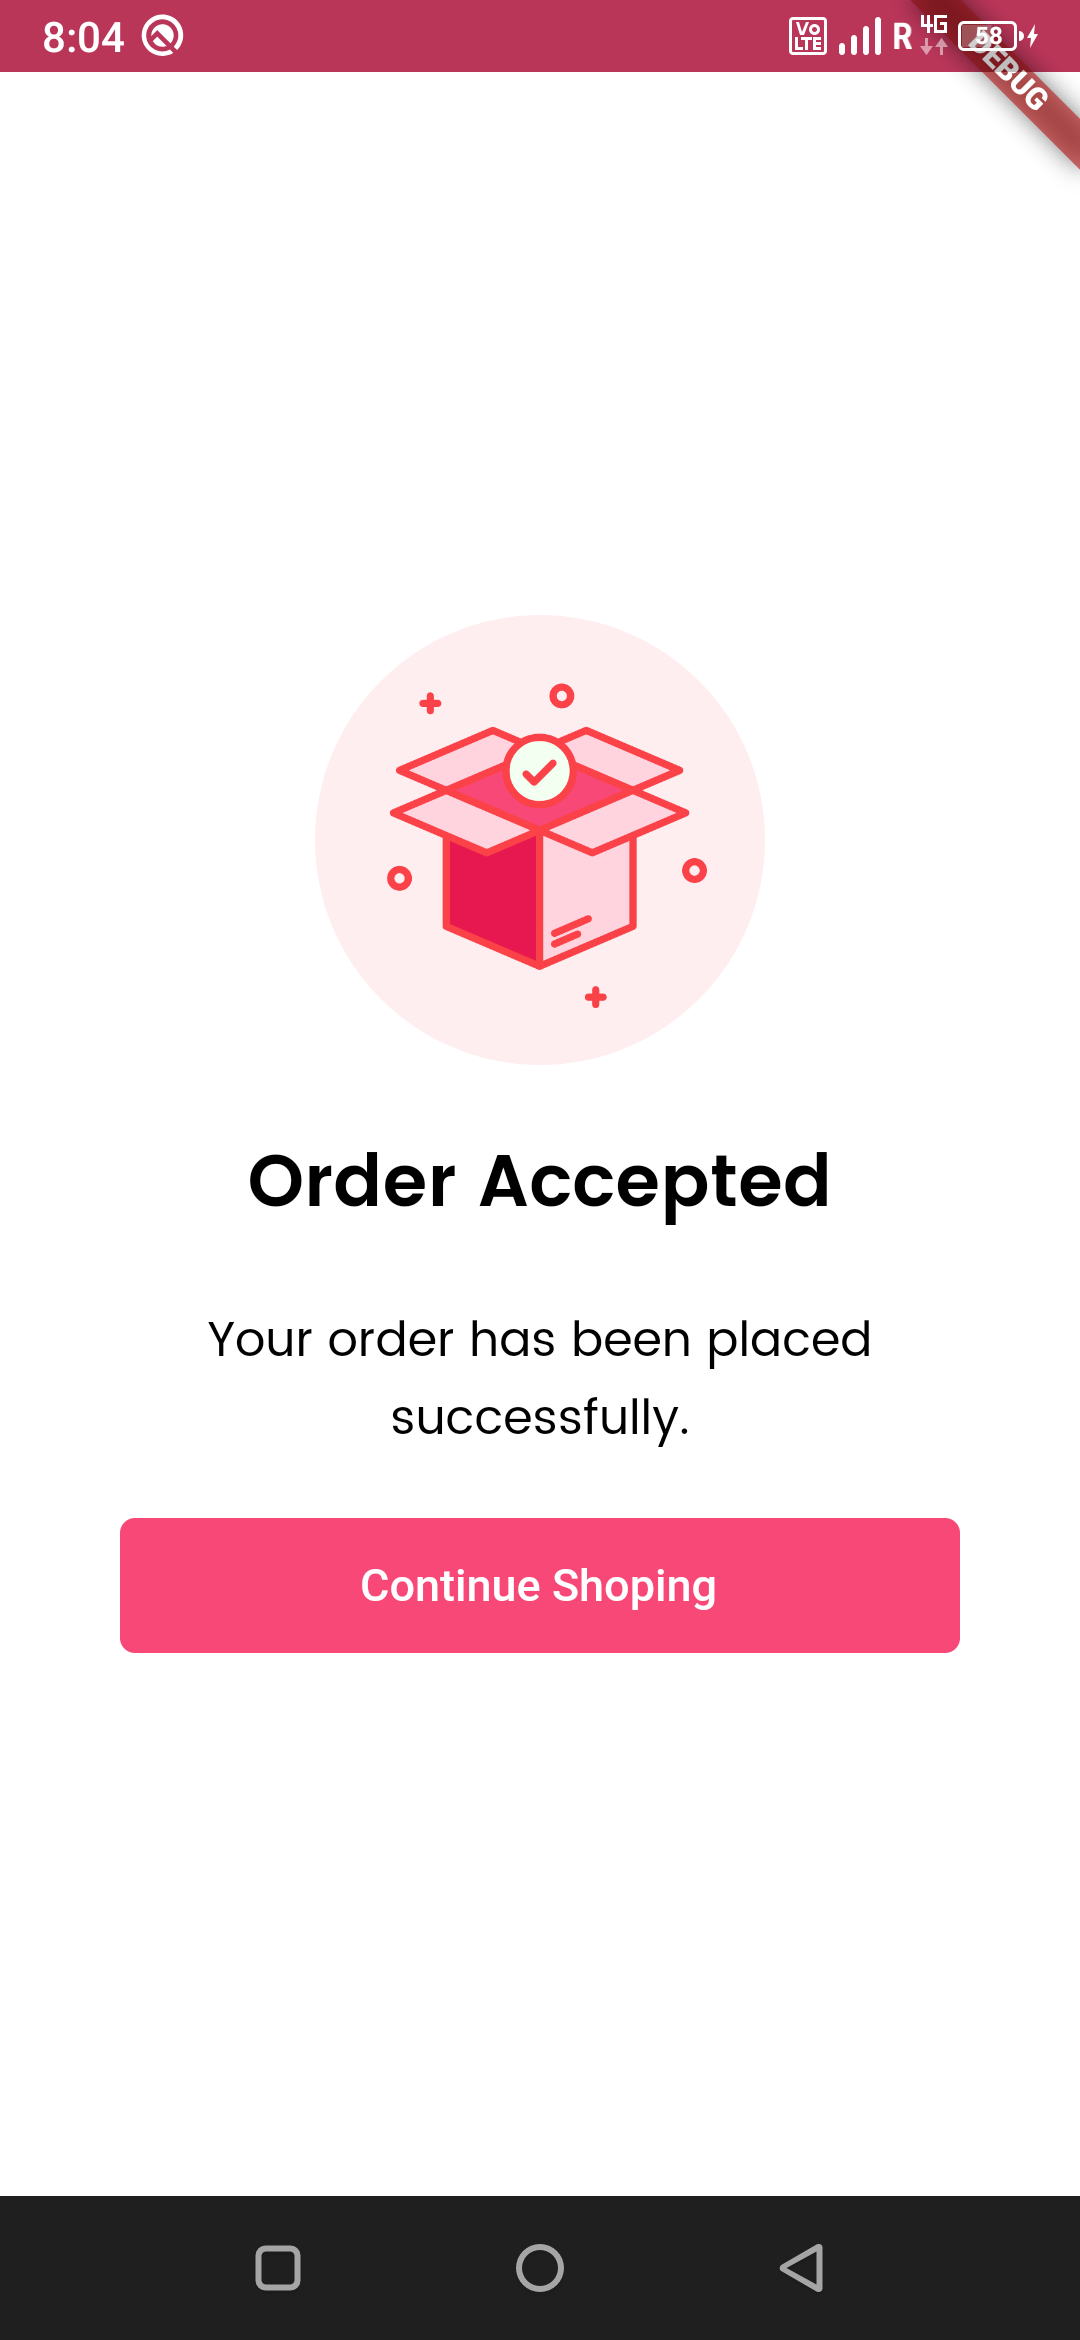 8:04
VO
LTE
R
4G
58
DEBUG
Order Accepted
Your order has been placed
successfully.
Continue Shoping